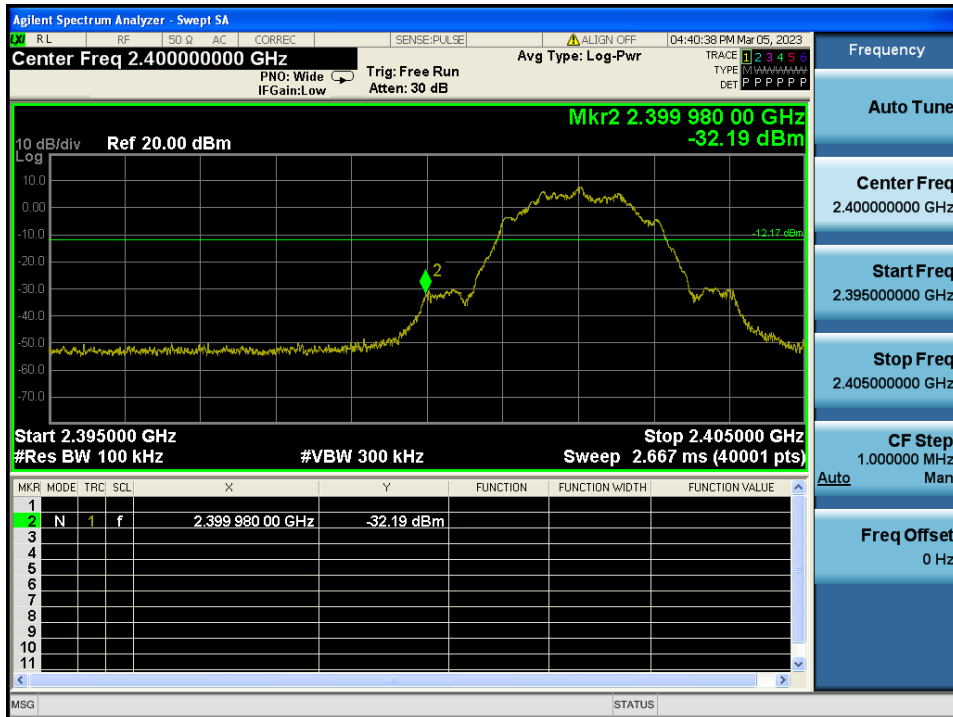 Agilent Spectrum Analyzer - Swept SA
LXI RL RF 50 Ω AC CORREC SENSE:PULSE ALIGN OFF 04:40:38 PM Mar 05, 2023
Center Freq 2.400000000 GHz
PNO: Wide
IFGain:Low
Trig: Free Run
Atten: 30 dB
Avg Type: Log-Pwr
TRACE 1 2 3 4 5 6
TYPE M
DET P P P P P P
Mkr2 2.399 980 00 GHz
-32.19 dBm
10 dB/div Ref 20.00 dBm
Log
10.0
0.00
-10.0
-12.17 dBm
-20.0
2
-30.0
-40.0
-50.0
-60.0
-70.0
Start 2.395000 GHz Stop 2.405000 GHz
#Res BW 100 kHz #VBW 300 kHz Sweep 2.667 ms (40001 pts)
MKR MODE TRC SCL X Y FUNCTION FUNCTION WIDTH FUNCTION VALUE
1
2 N 1 f 2.399 980 00 GHz -32.19 dBm
3
4
5
6
7
8
9
10
11
MSG STATUS
Frequency
Auto Tune
Center Freq
2.400000000 GHz
Start Freq
2.395000000 GHz
Stop Freq
2.405000000 GHz
CF Step
1.000000 MHz
Auto Man
Freq Offset
0 Hz